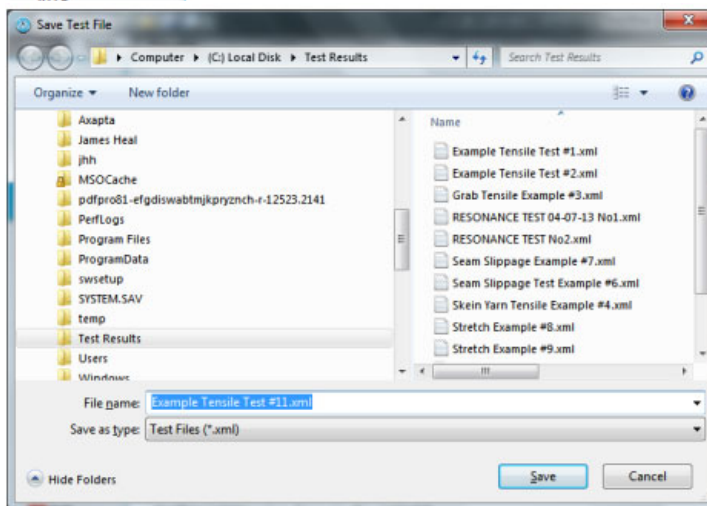 Save Test File
Computer ▸ (C:) Local Disk ▸ Test Results
Search Test Results
Organize
New folder
Axapta
James Heal
jhh
MSOCache
pdfpro81-efgdiswabtmjkpryznch-r-12523.2141
PerfLogs
Program Files
ProgramData
swsetup
SYSTEM.SAV
temp
Test Results
Users
Windows
Name
Example Tensile Test #1.xml
Example Tensile Test #2.xml
Grab Tensile Example #3.xml
RESONANCE TEST 04-07-13 No1.xml
RESONANCE TEST No2.xml
Seam Slippage Example #7.xml
Seam Slippage Test Example #6.xml
Skein Yarn Tensile Example #4.xml
Stretch Example #8.xml
Stretch Example #9.xml
File name: Example Tensile Test #11.xml
Save as type: Test Files (*.xml)
Hide Folders
Save
Cancel